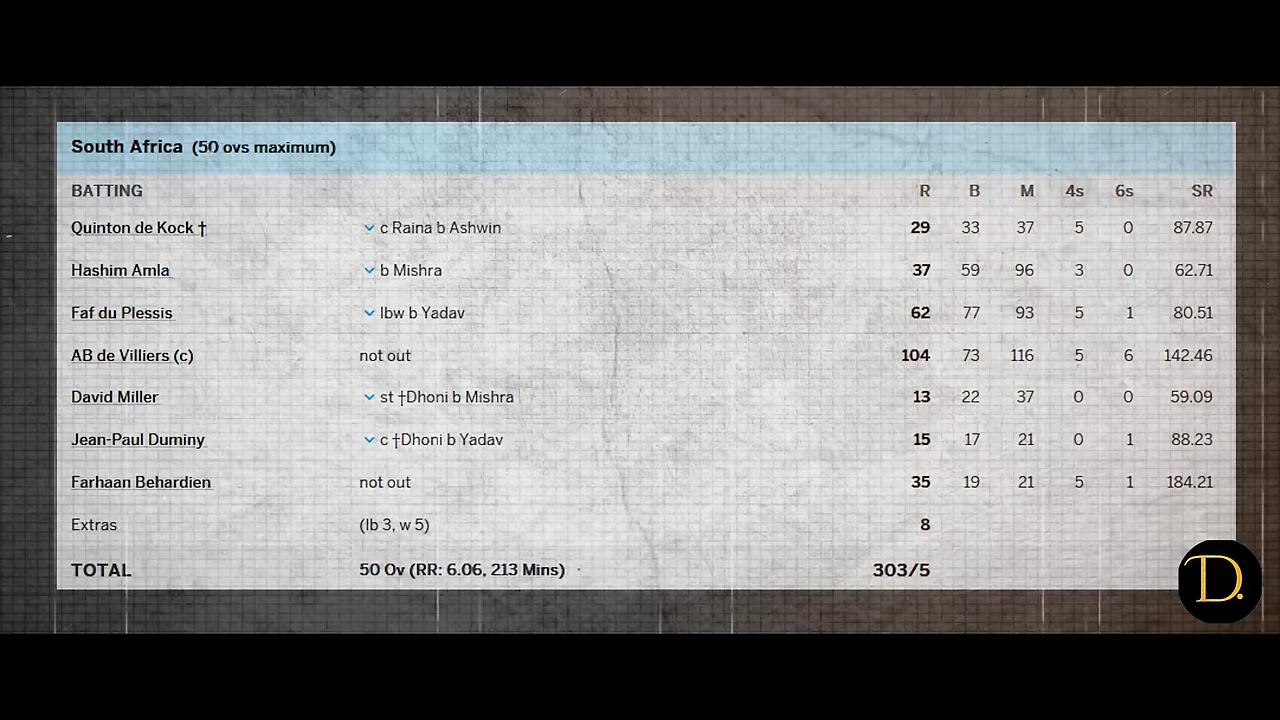 South Africa (50 ovs maximum)
BATTING R B M 4s 6s SR
Quinton de Kock † c Raina b Ashwin 29 33 37 5 0 87.87
Hashim Amla b Mishra 37 59 96 3 0 62.71
Faf du Plessis lbw b Yadav 62 77 93 5 1 80.51
AB de Villiers (c) not out 104 73 116 5 6 142.46
David Miller st †Dhoni b Mishra 13 22 37 0 0 59.09
Jean-Paul Duminy c †Dhoni b Yadav 15 17 21 0 1 88.23
Farhaan Behardien not out 35 19 21 5 1 184.21
Extras (lb 3, w 5) 8
TOTAL 50 Ov (RR: 6.06, 213 Mins) 303/5
D.